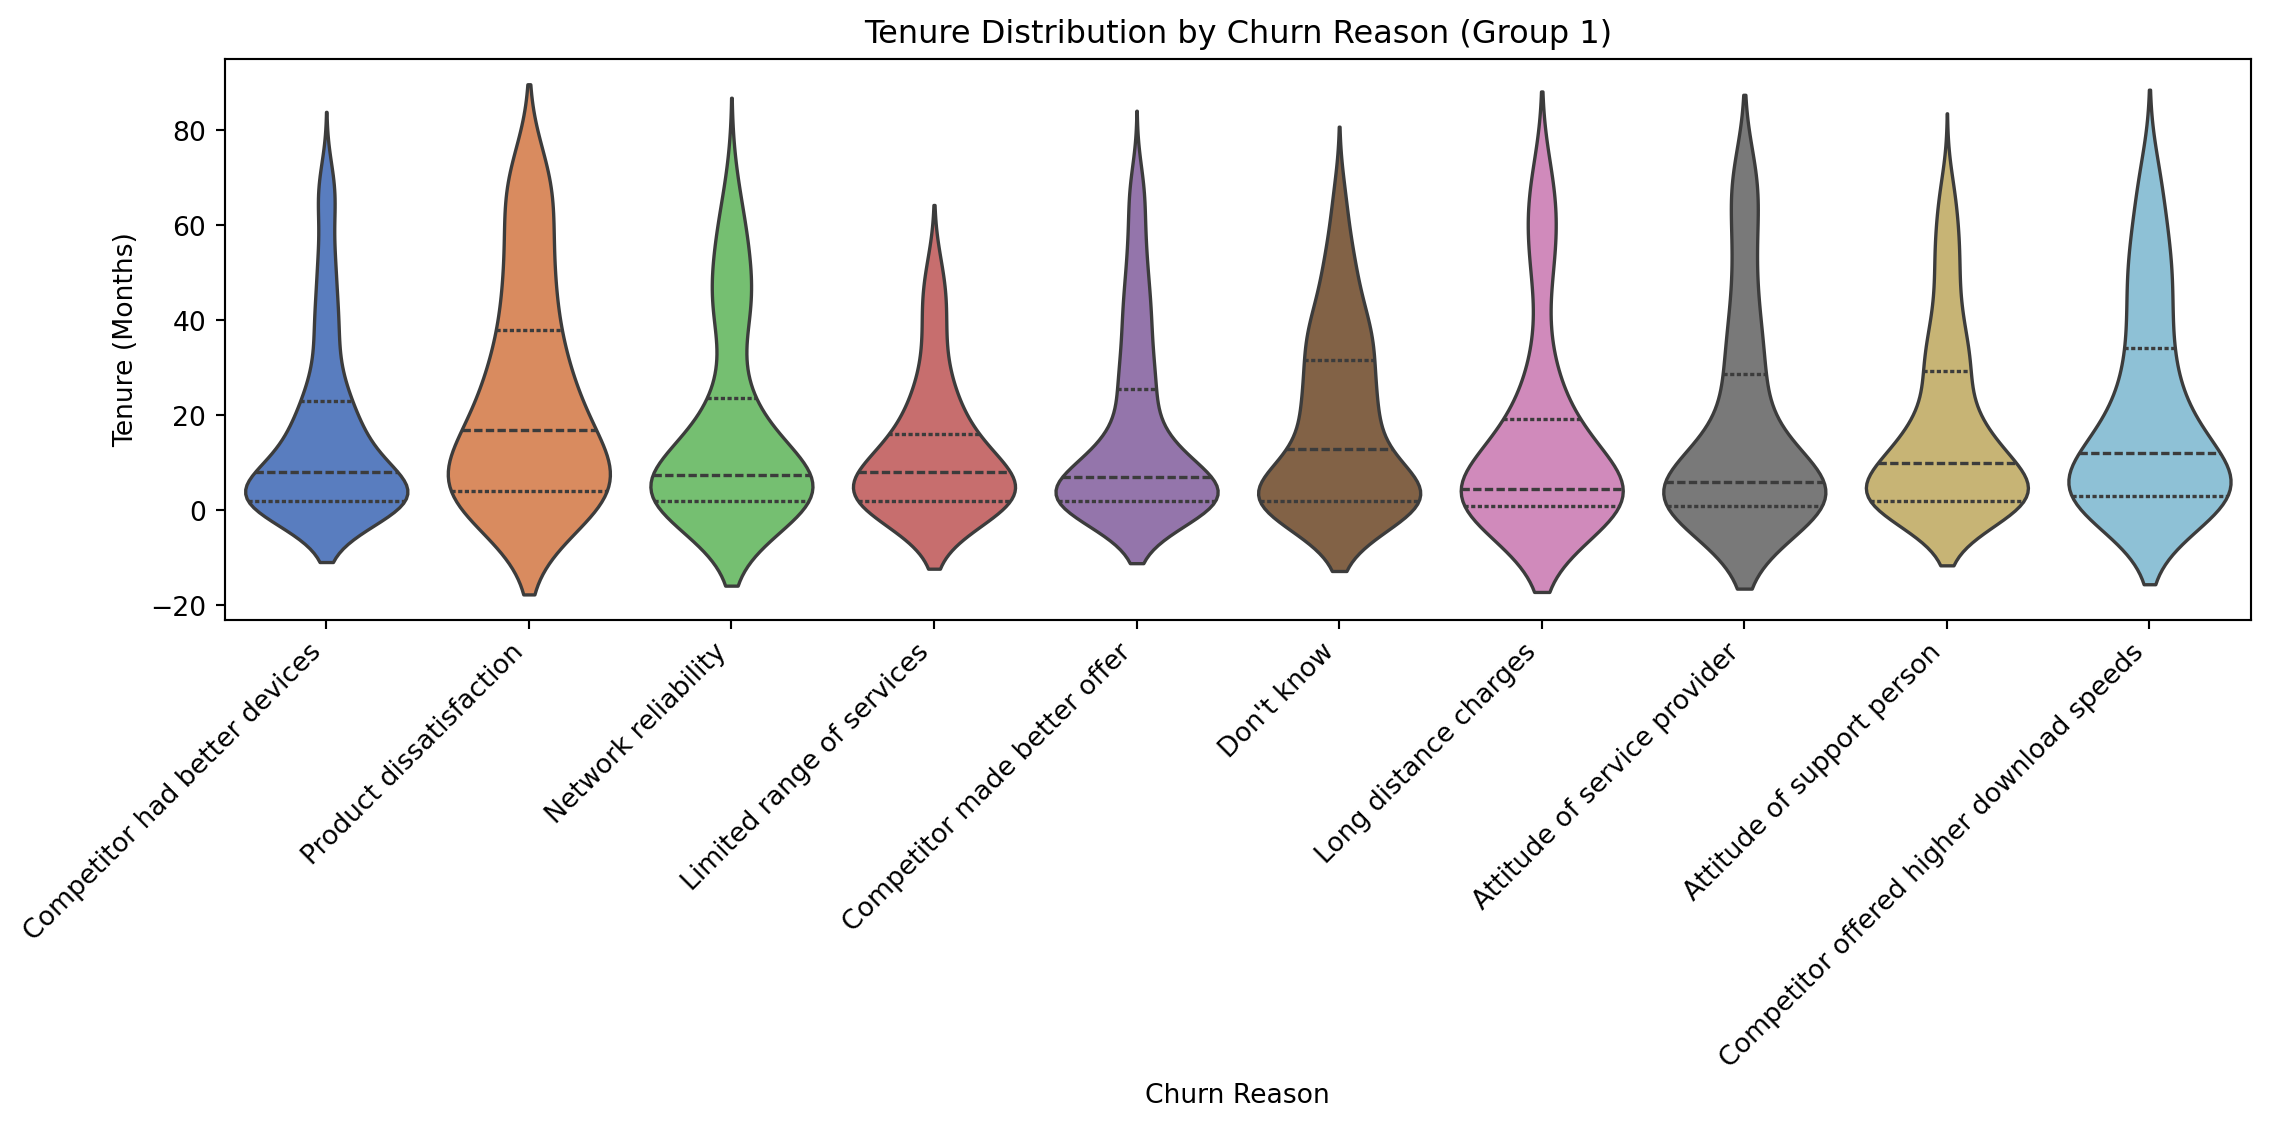 Tenure Distribution by Churn Reason (Group 1)
Tenure (Months)
80
60
40
20
0
−20
Competitor had better devices
Product dissatisfaction
Network reliability
Limited range of services
Competitor made better offer
Don't know
Long distance charges
Attitude of service provider
Attitude of support person
Competitor offered higher download speeds
Churn Reason